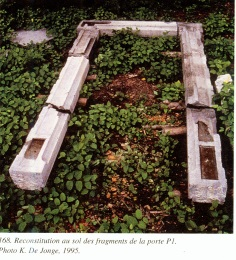 168. Reconstitution au sol des fragments de la porte P1.
Photo K. De Jonge, 1995.